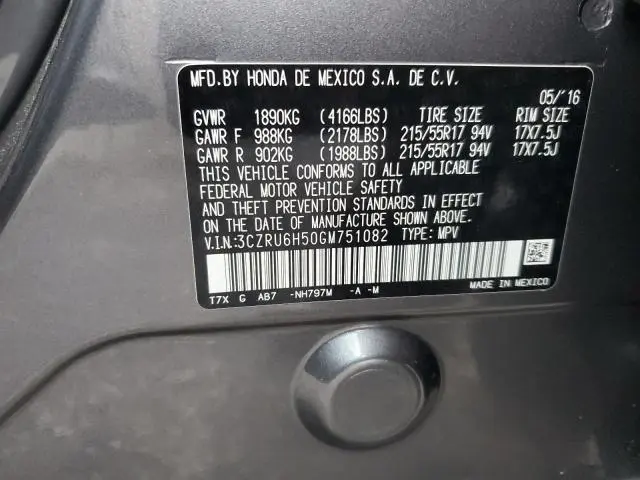 MFD.BY HONDA DE MEXICO S.A. DE C.V.
05/'16
GVWR 1890KG (4166LBS) TIRE SIZE RIM SIZE
GAWR F 988KG (2178LBS) 215/55R17 94V 17X7.5J
GAWR R 902KG (1988LBS) 215/55R17 94V 17X7.5J
THIS VEHICLE CONFORMS TO ALL APPLICABLE
FEDERAL MOTOR VEHICLE SAFETY
AND THEFT PREVENTION STANDARDS IN EFFECT
ON THE DATE OF MANUFACTURE SHOWN ABOVE.
V.I.N:3CZRU6H50GM751082 TYPE: MPV
T7X G AB7 -NH797M -A -M
MADE IN MEXICO